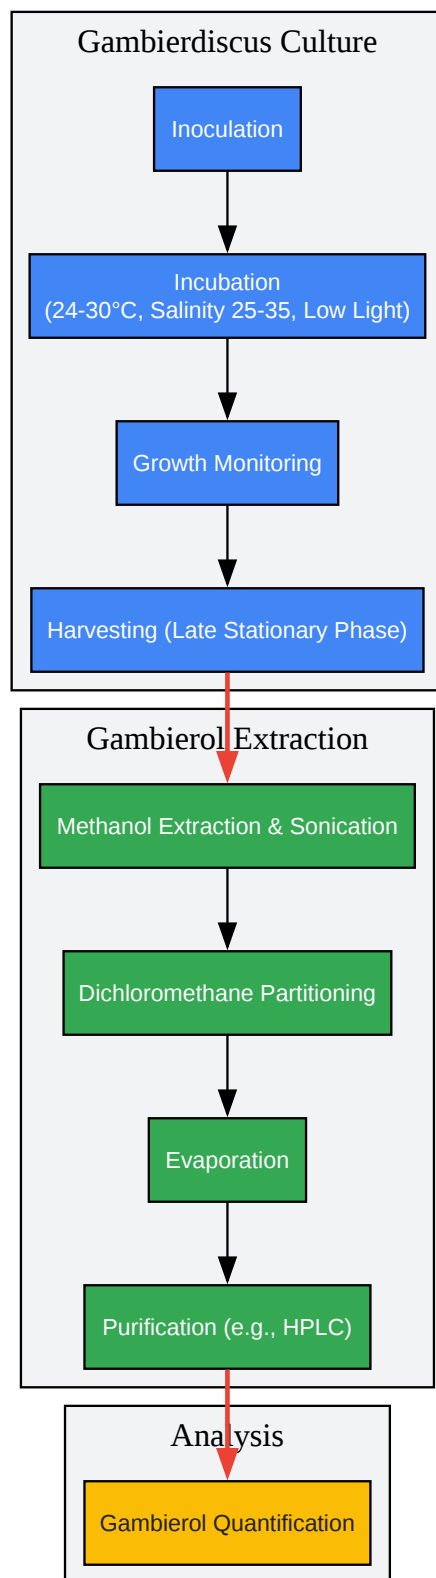 Gambierdiscus Culture
Inoculation
Incubation
(24-30°C, Salinity 25-35, Low Light)
Growth Monitoring
Harvesting (Late Stationary Phase)
Gambierol Extraction
Methanol Extraction & Sonication
Dichloromethane Partitioning
Evaporation
Purification (e.g., HPLC)
Analysis
Gambierol Quantification